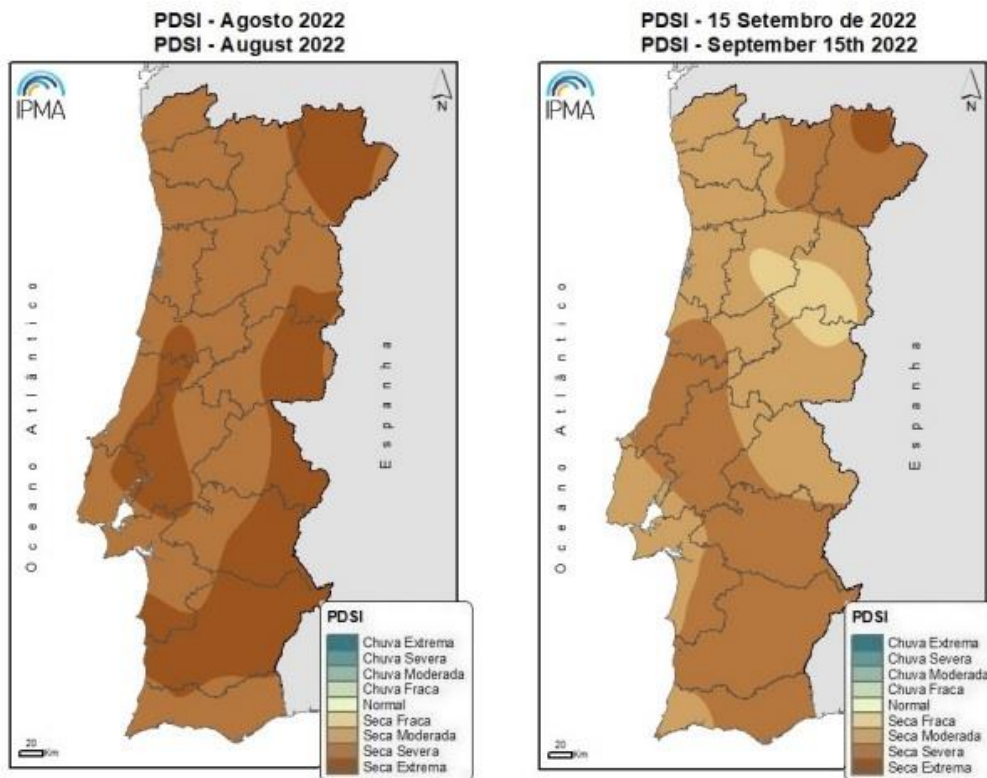 PDSI - Agosto 2022
PDSI - August 2022
IPMA
N
Oceano Atlântico
Espanha
PDSI
Chuva Extrema
Chuva Severa
Chuva Moderada
Chuva Fraca
Normal
Seca Fraca
Seca Moderada
Seca Severa
Seca Extrema
20
Km
PDSI - 15 Setembro de 2022
PDSI - September 15th 2022
IPMA
N
Oceano Atlântico
Espanha
PDSI
Chuva Extrema
Chuva Severa
Chuva Moderada
Chuva Fraca
Normal
Seca Fraca
Seca Moderada
Seca Severa
Seca Extrema
20
Km